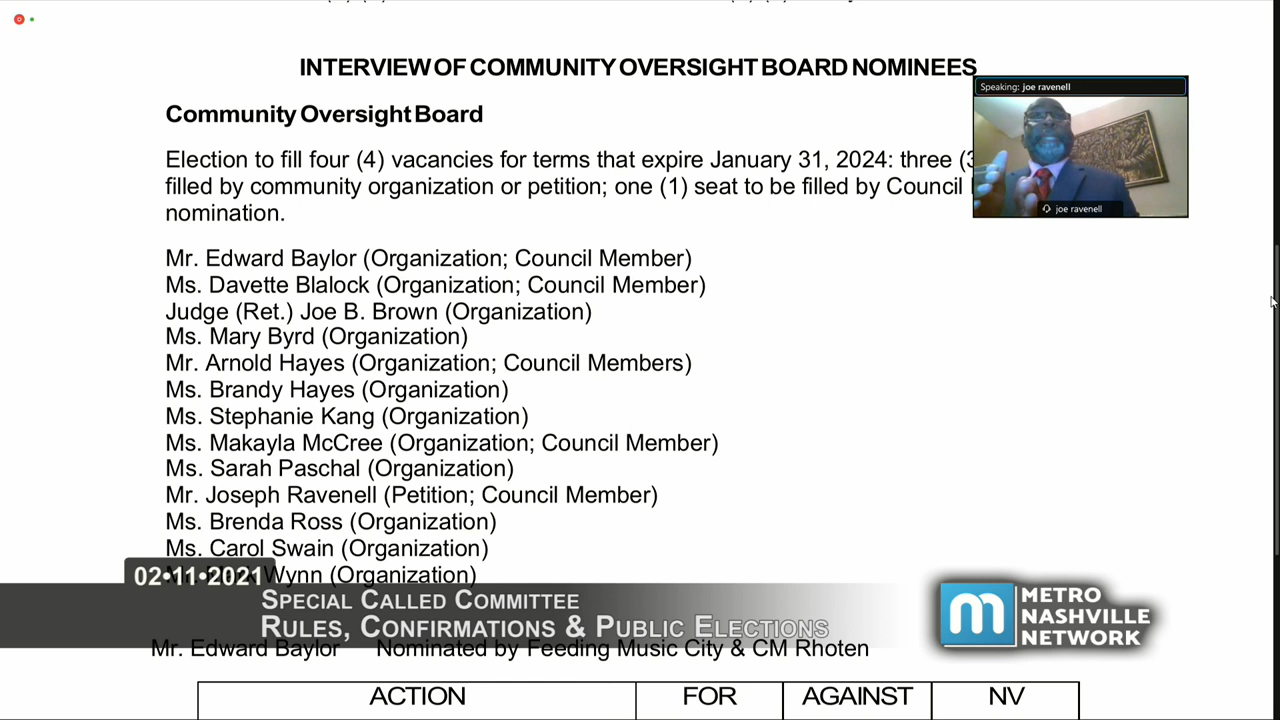 INTERVIEW OF COMMUNITY OVERSIGHT BOARD NOMINEES
Speaking: joe ravenell
Community Oversight Board
Election to fill four (4) vacancies for terms that expire January 31, 2024: three
filled by community organization or petition; one (1) seat to be filled by Council
nomination.
joe ravenell
Mr. Edward Baylor (Organization; Council Member)
Ms. Davette Blalock (Organization; Council Member)
Judge (Ret.) Joe B. Brown (Organization)
Ms. Mary Byrd (Organization)
Mr. Arnold Hayes (Organization; Council Members)
Ms. Brandy Hayes (Organization)
Ms. Stephanie Kang (Organization)
Ms. Makayla McCree (Organization; Council Member)
Ms. Sarah Paschal (Organization)
Mr. Joseph Ravenell (Petition; Council Member)
Ms. Brenda Ross (Organization)
Ms. Carol Swain (Organization)
Wynn (Organization)
02•11•2021
SPECIAL CALLED COMMITTEE
RULES, CONFIRMATIONS & PUBLIC ELECTIONS
METRO
NASHVILLE
NETWORK
Mr. Edward Baylor Nominated by Feeding Music City & CM Rhoten
ACTION FOR AGAINST NV